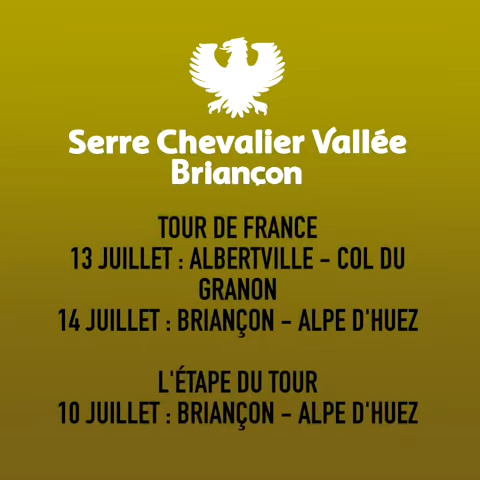 Serre Chevalier Vallée
Briançon
TOUR DE FRANCE
13 JUILLET : ALBERTVILLE - COL DU
GRANON
14 JUILLET : BRIANÇON - ALPE D'HUEZ
L'ÉTAPE DU TOUR
10 JUILLET : BRIANÇON - ALPE D'HUEZ